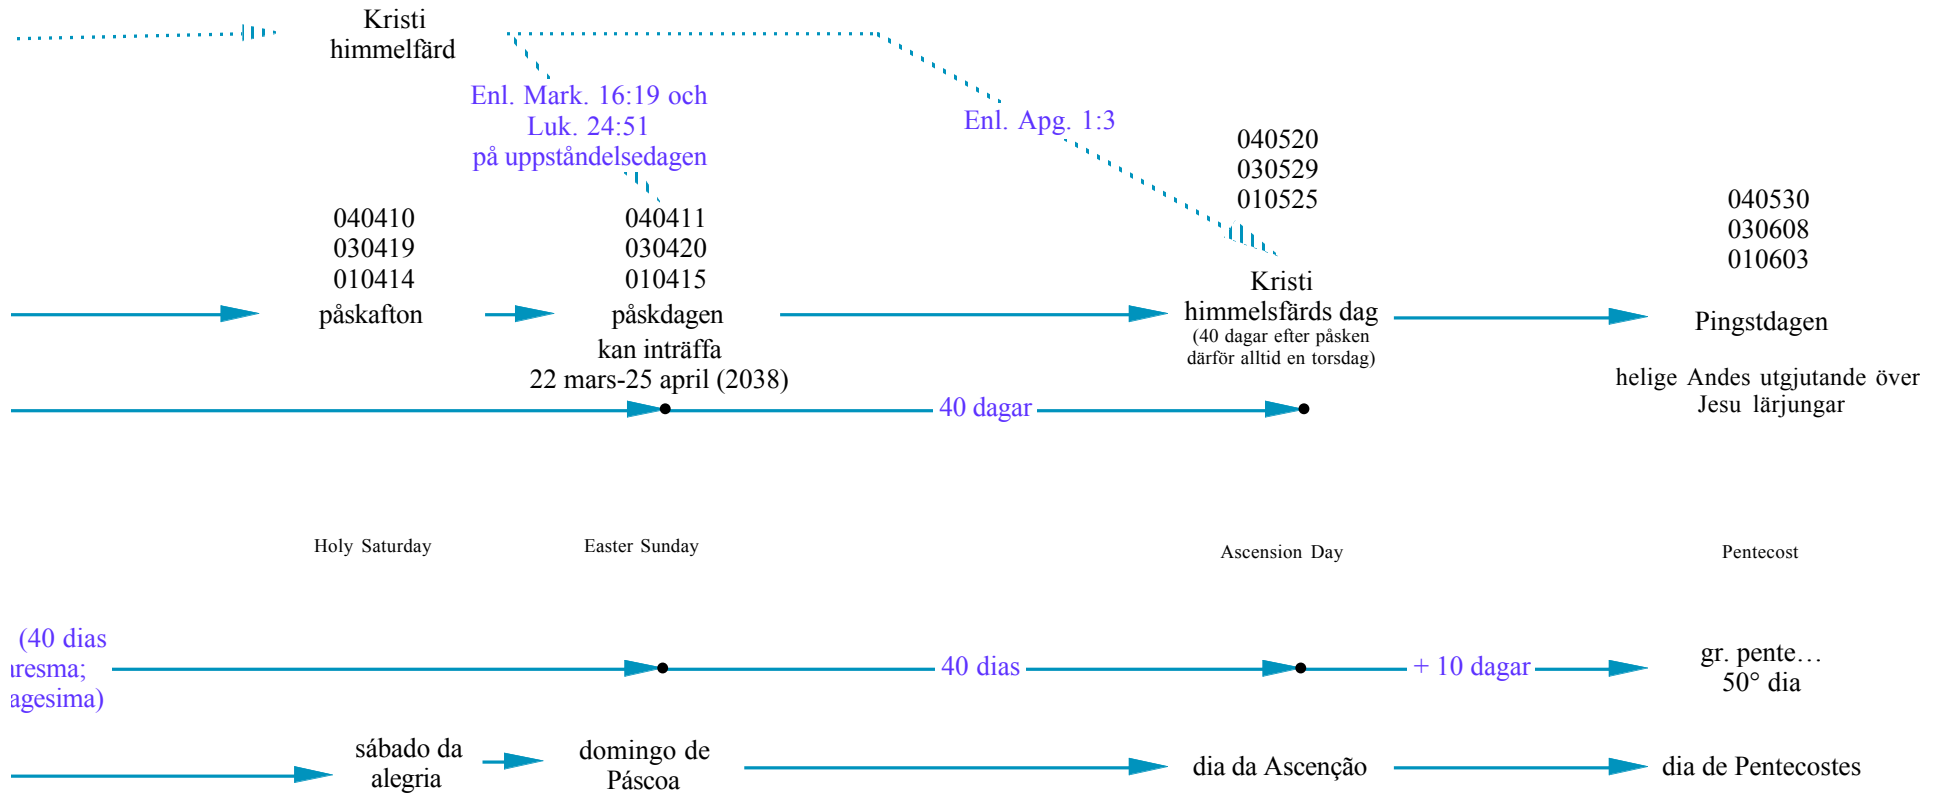 Kristi
himmelfärd
Enl. Mark. 16:19 och
Luk. 24:51
på uppståndelsedagen
Enl. Apg. 1:3
040410
030419
010414
påskafton
040411
030420
010415
påskdagen
kan inträffa
22 mars-25 april (2038)
040520
030529
010525
Kristi
himmelsfärds dag
(40 dagar efter påsken
därför alltid en torsdag)
040530
030608
010603
Pingstdagen
helige Andes utgjutande över
Jesu lärjungar
40 dagar
Holy Saturday
Easter Sunday
Ascension Day
Pentecost
(40 dias
aresma;
agesima)
40 dias
+ 10 dagar
gr. pente…
50° dia
sábado da
alegria
domingo de
Páscoa
dia da Ascenção
dia de Pentecostes